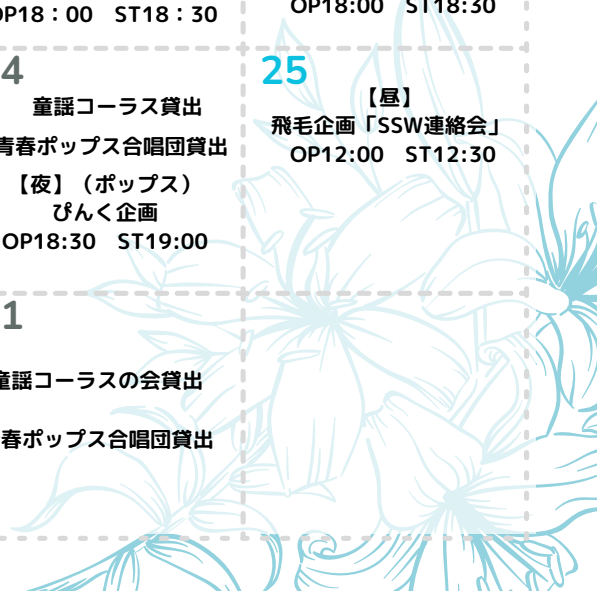 OP18：00 ST18：30
OP18:00 ST18:30
4
童謡コーラス貸出
青春ポップス合唱団貸出
【夜】（ポップス）
ぴんく企画
OP18:30 ST19:00
25
【昼】
飛毛企画「SSW連絡会」
OP12:00 ST12:30
1
童謡コーラスの会貸出
春ポップス合唱団貸出